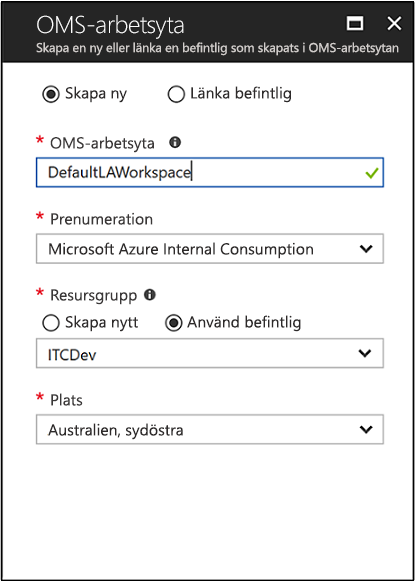 OMS-arbetsyta
Skapa en ny eller länka en befintlig som skapats i OMS-arbetsytan
Skapa ny Länka befintlig
* OMS-arbetsyta
DefaultLAWorkspace
* Prenumeration
Microsoft Azure Internal Consumption
* Resursgrupp
Skapa nytt Använd befintlig
ITCDev
* Plats
Australien, sydöstra